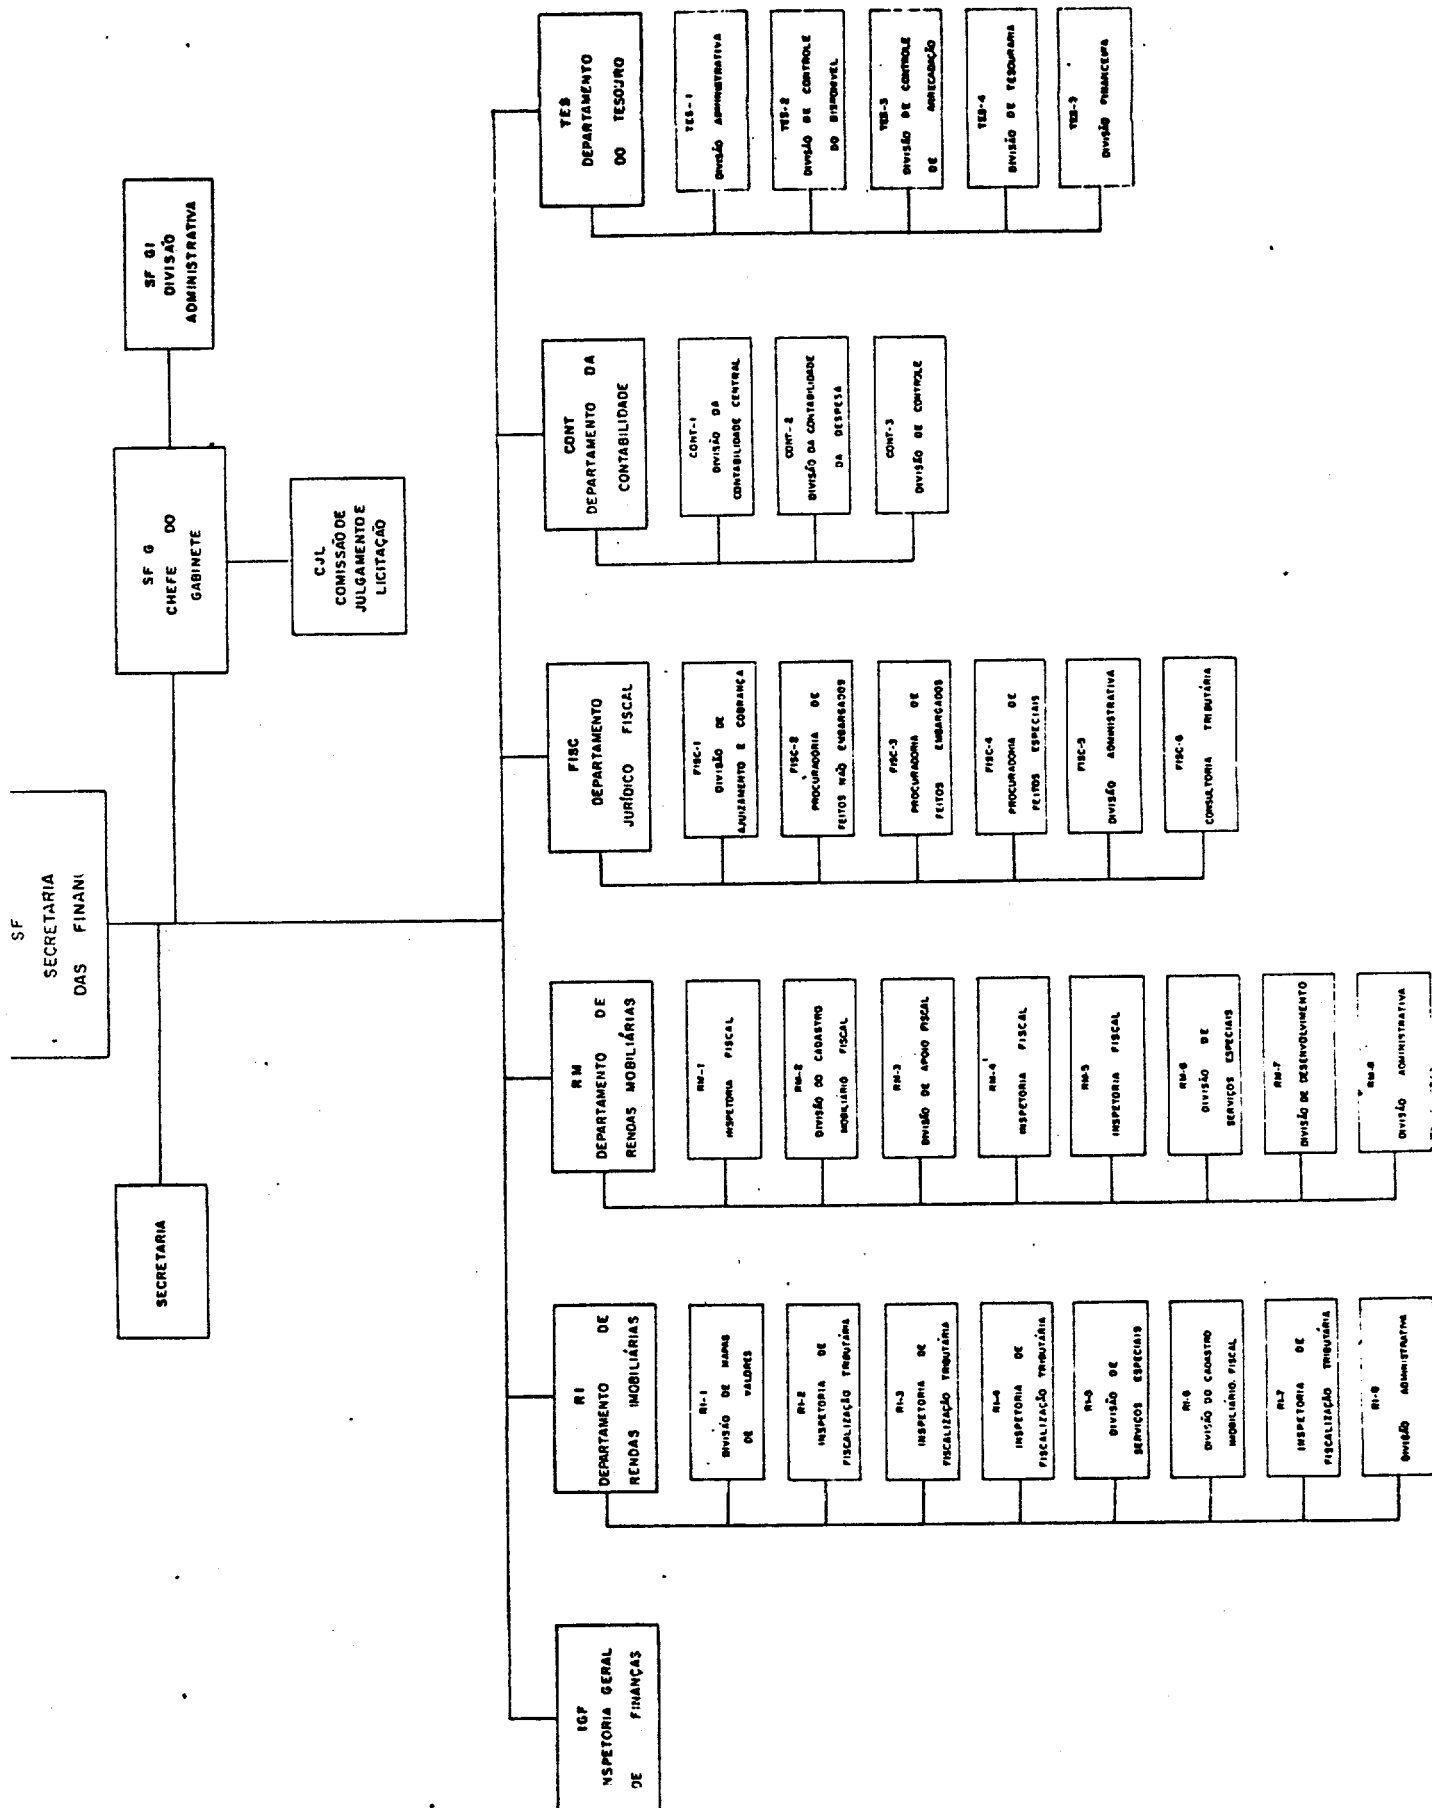 SF
SECRETARIA
DAS FINAN
SECRETARIA
SF G
CHEFE DO
GABINETE
SF G1
DIVISÃO
ADMINISTRATIVA
CJL
COMISSÃO DE
JULGAMENTO E
LICITAÇÃO
IGF
NSPETORIA GERAL
DE FINANÇAS
RI
DEPARTAMENTO DE
RENDAS IMOBILIÁRIAS
RI-1
DIVISÃO DE MAPAS
DE VALORES
RI-2
INSPETORIA DE
FISCALIZAÇÃO TRIBUTÁRIA
RI-3
INSPETORIA DE
FISCALIZAÇÃO TRIBUTÁRIA
RI-4
INSPETORIA DE
FISCALIZAÇÃO TRIBUTÁRIA
RI-5
DIVISÃO DE
SERVIÇOS ESPECIAIS
RI-6
DIVISÃO DO CADASTRO
IMOBILIÁRIO FISCAL
RI-7
INSPETORIA DE
FISCALIZAÇÃO TRIBUTÁRIA
RI-8
DIVISÃO ADMINISTRATIVA
RM
DEPARTAMENTO DE
RENDAS MOBILIÁRIAS
RM-1
INSPETORIA FISCAL
RM-2
DIVISÃO DO CADASTRO
MOBILIÁRIO FISCAL
RM-3
DIVISÃO DE APOIO FISCAL
RM-4
INSPETORIA FISCAL
RM-5
INSPETORIA FISCAL
RM-6
DIVISÃO DE
SERVIÇOS ESPECIAIS
RM-7
DIVISÃO DE DESENVOLVIMENTO
RM-8
DIVISÃO ADMINISTRATIVA
FISC
DEPARTAMENTO
JURÍDICO FISCAL
FISC-1
DIVISÃO DE
AJUIZAMENTO E COBRANÇA
FISC-2
PROCURADORIA DE
FEITOS NÃO EMBARGADOS
FISC-3
PROCURADORIA DE
FEITOS EMBARGADOS
FISC-4
PROCURADORIA DE
FEITOS ESPECIAIS
FISC-5
DIVISÃO ADMINISTRATIVA
FISC-6
CONSULTORIA TRIBUTÁRIA
CONT
DEPARTAMENTO DA
CONTABILIDADE
CONT-1
DIVISÃO DA
CONTABILIDADE CENTRAL
CONT-2
DIVISÃO DA CONTABILIDADE
DA DESPESA
CONT-3
DIVISÃO DE CONTROLE
TES
DEPARTAMENTO
DO TESOURO
TES-1
DIVISÃO ADMINISTRATIVA
TES-2
DIVISÃO DE CONTROLE
DO DISPONÍVEL
TES-3
DIVISÃO DE CONTROLE
DE ARRECADAÇÃO
TES-4
DIVISÃO DE TESOURARIA
TES-5
DIVISÃO FINANCEIRA